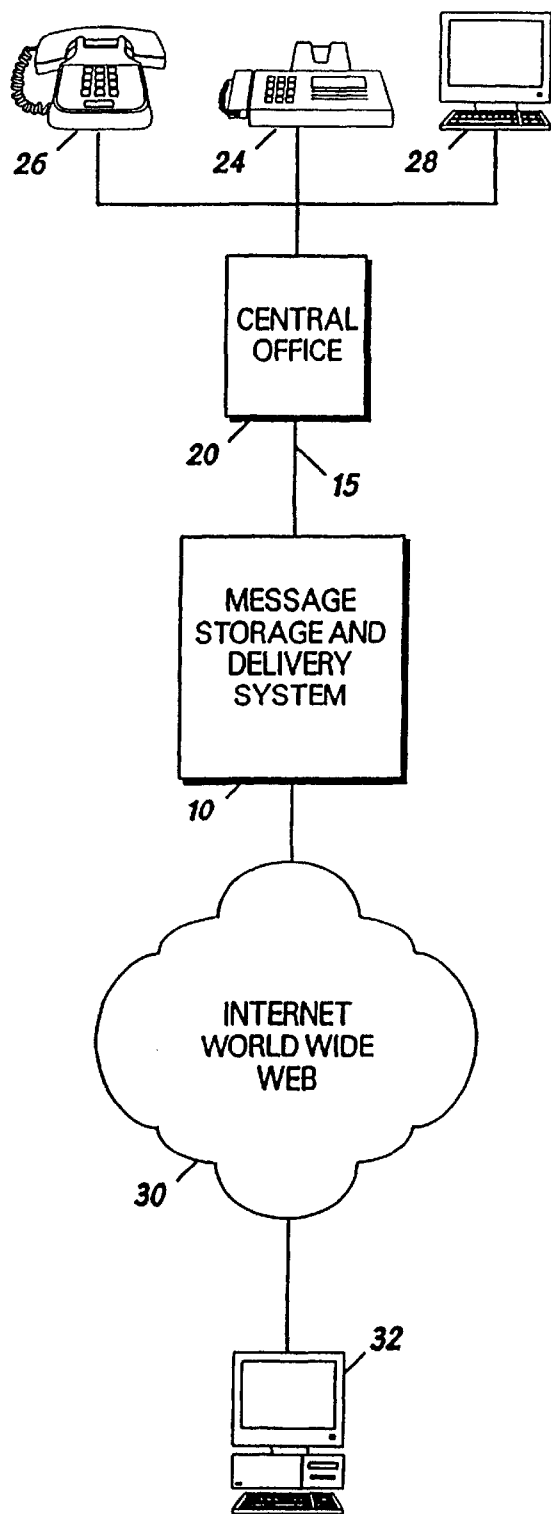 26
24
28
CENTRAL
OFFICE
20
15
MESSAGE
STORAGE AND
DELIVERY
SYSTEM
10
INTERNET
WORLD WIDE
WEB
30
32